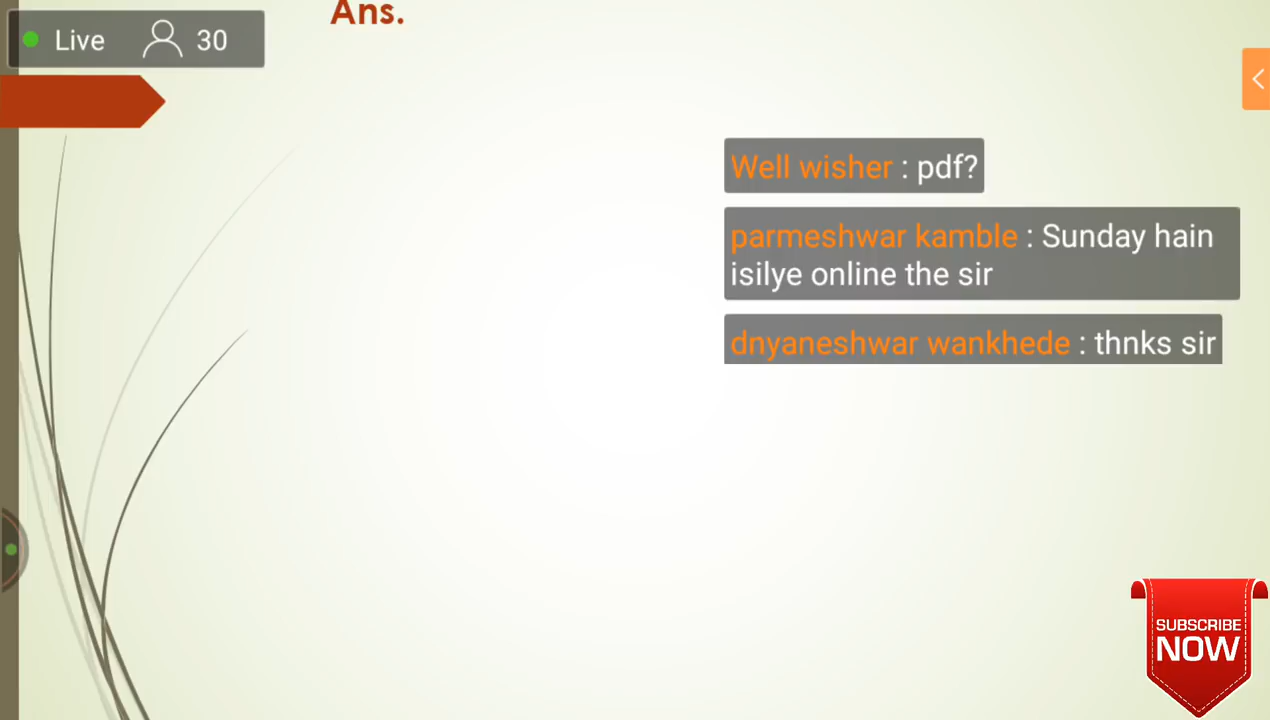 Ans.
Live 30
Well wisher : pdf?
parmeshwar kamble : Sunday hain
isilye online the sir
dnyaneshwar wankhede : thnks sir
SUBSCRIBE
NOW